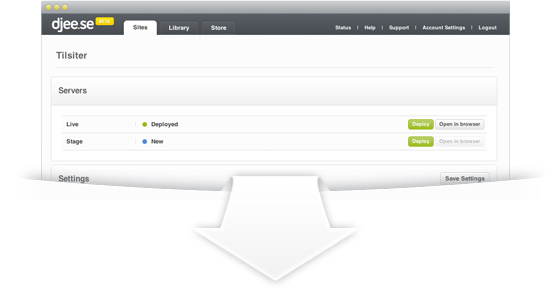 djee.se BETA Sites Library Store Status | Help | Support | Account Settings | Logout
Tilsiter
Servers
Live Deployed Deploy Open in browser
Stage New Deploy Open in browser
Settings Save Settings